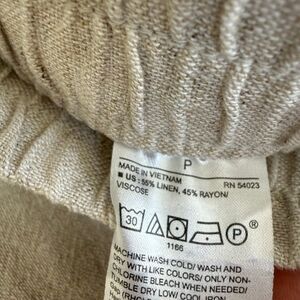 P
MADE IN VIETNAM
■ US: 55% LINEN, 45% RAYON/
VISCOSE RN 54023
30 P ®
1166
MACHINE WASH COLD/ WASH AND
DRY WITH LIKE COLORS/ ONLY NON-
CHLORINE BLEACH WHEN NEEDED/
TUMBLE DRY LOW/ COOL IRON